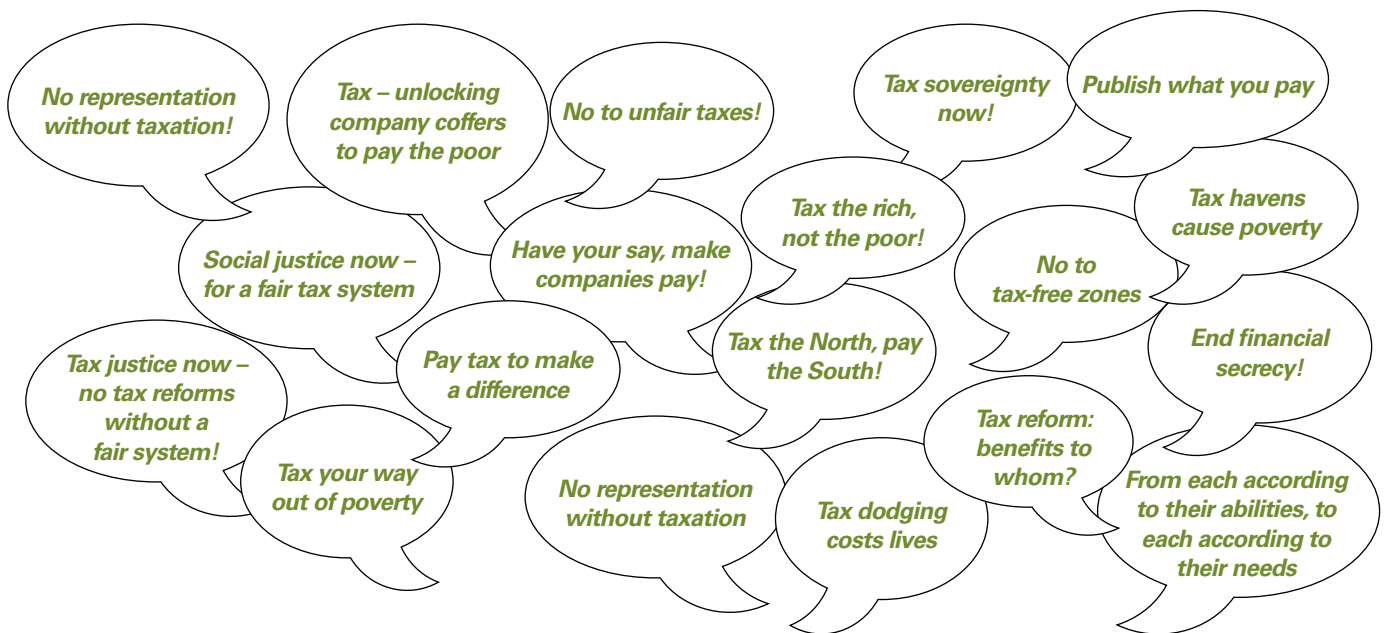 No representation
without taxation!
Tax – unlocking
company coffers
to pay the poor
No to unfair taxes!
Tax sovereignty
now!
Publish what you pay
Social justice now –
for a fair tax system
Have your say, make
companies pay!
Tax the rich,
not the poor!
No to
tax-free zones
Tax havens
cause poverty
Tax justice now –
no tax reforms
without a
fair system!
Pay tax to make
a difference
Tax the North, pay
the South!
End financial
secrecy!
Tax your way
out of poverty
No representation
without taxation
Tax dodging
costs lives
Tax reform:
benefits to
whom?
From each according
to their abilities, to
each according to
their needs